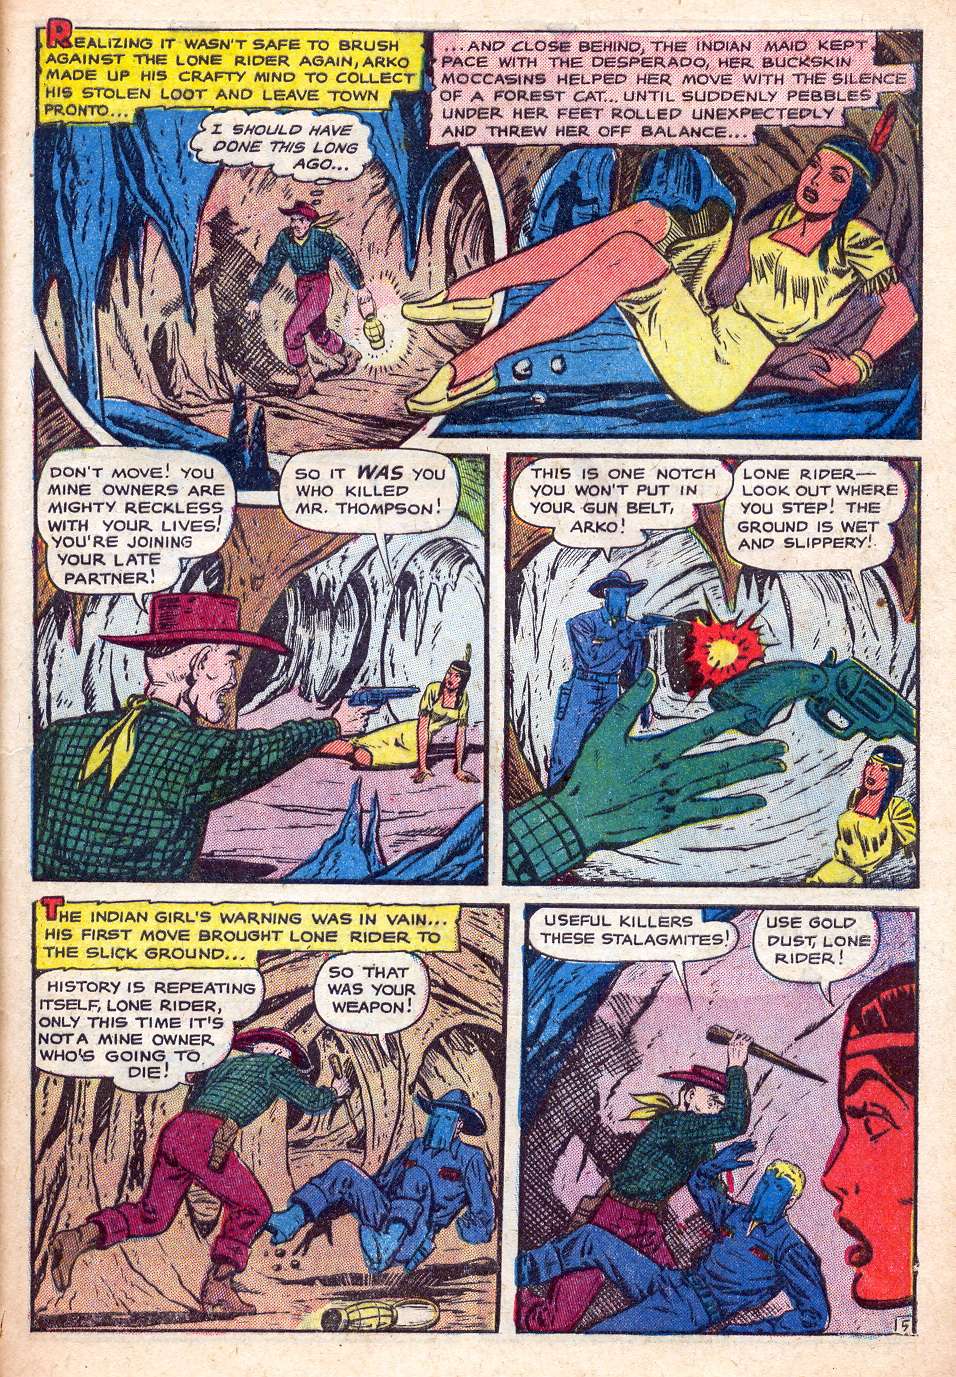 REALIZING IT WASN'T SAFE TO BRUSH
AGAINST THE LONE RIDER AGAIN, ARKO
MADE UP HIS CRAFTY MIND TO COLLECT
HIS STOLEN LOOT AND LEAVE TOWN
PRONTO...
I SHOULD HAVE
DONE THIS LONG
AGO...
...AND CLOSE BEHIND, THE INDIAN MAID KEPT
PACE WITH THE DESPERADO, HER BUCKSKIN
MOCCASINS HELPED HER MOVE WITH THE SILENCE
OF A FOREST CAT... UNTIL SUDDENLY PEBBLES
UNDER HER FEET ROLLED UNEXPECTEDLY
AND THREW HER OFF BALANCE...
DON'T MOVE! YOU
MINE OWNERS ARE
MIGHTY RECKLESS
WITH YOUR LIVES!
YOU'RE JOINING
YOUR LATE
PARTNER!
SO IT WAS YOU
WHO KILLED
MR. THOMPSON!
THIS IS ONE NOTCH
YOU WON'T PUT IN
YOUR GUN BELT,
ARKO!
LONE RIDER—
LOOK OUT WHERE
YOU STEP! THE
GROUND IS WET
AND SLIPPERY!
THE INDIAN GIRL'S WARNING WAS IN VAIN...
HIS FIRST MOVE BROUGHT LONE RIDER TO
THE SLICK GROUND...
HISTORY IS REPEATING
ITSELF, LONE RIDER,
ONLY THIS TIME IT'S
NOT A MINE OWNER
WHO'S GOING TO
DIE!
SO THAT
WAS YOUR
WEAPON!
USEFUL KILLERS
THESE STALAGMITES!
USE GOLD
DUST, LONE
RIDER!
5